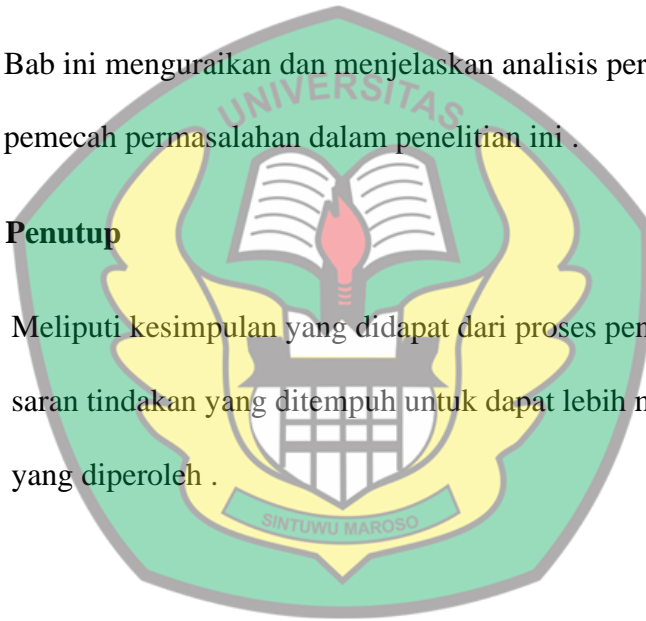 Bab ini menguraikan dan menjelaskan analisis per
UNIVERSITAS
pemecah permasalahan dalam penelitian ini .
Penutup
Meliputi kesimpulan yang didapat dari proses pen
saran tindakan yang ditempuh untuk dapat lebih m
yang diperoleh .
SINTUWU MAROSO